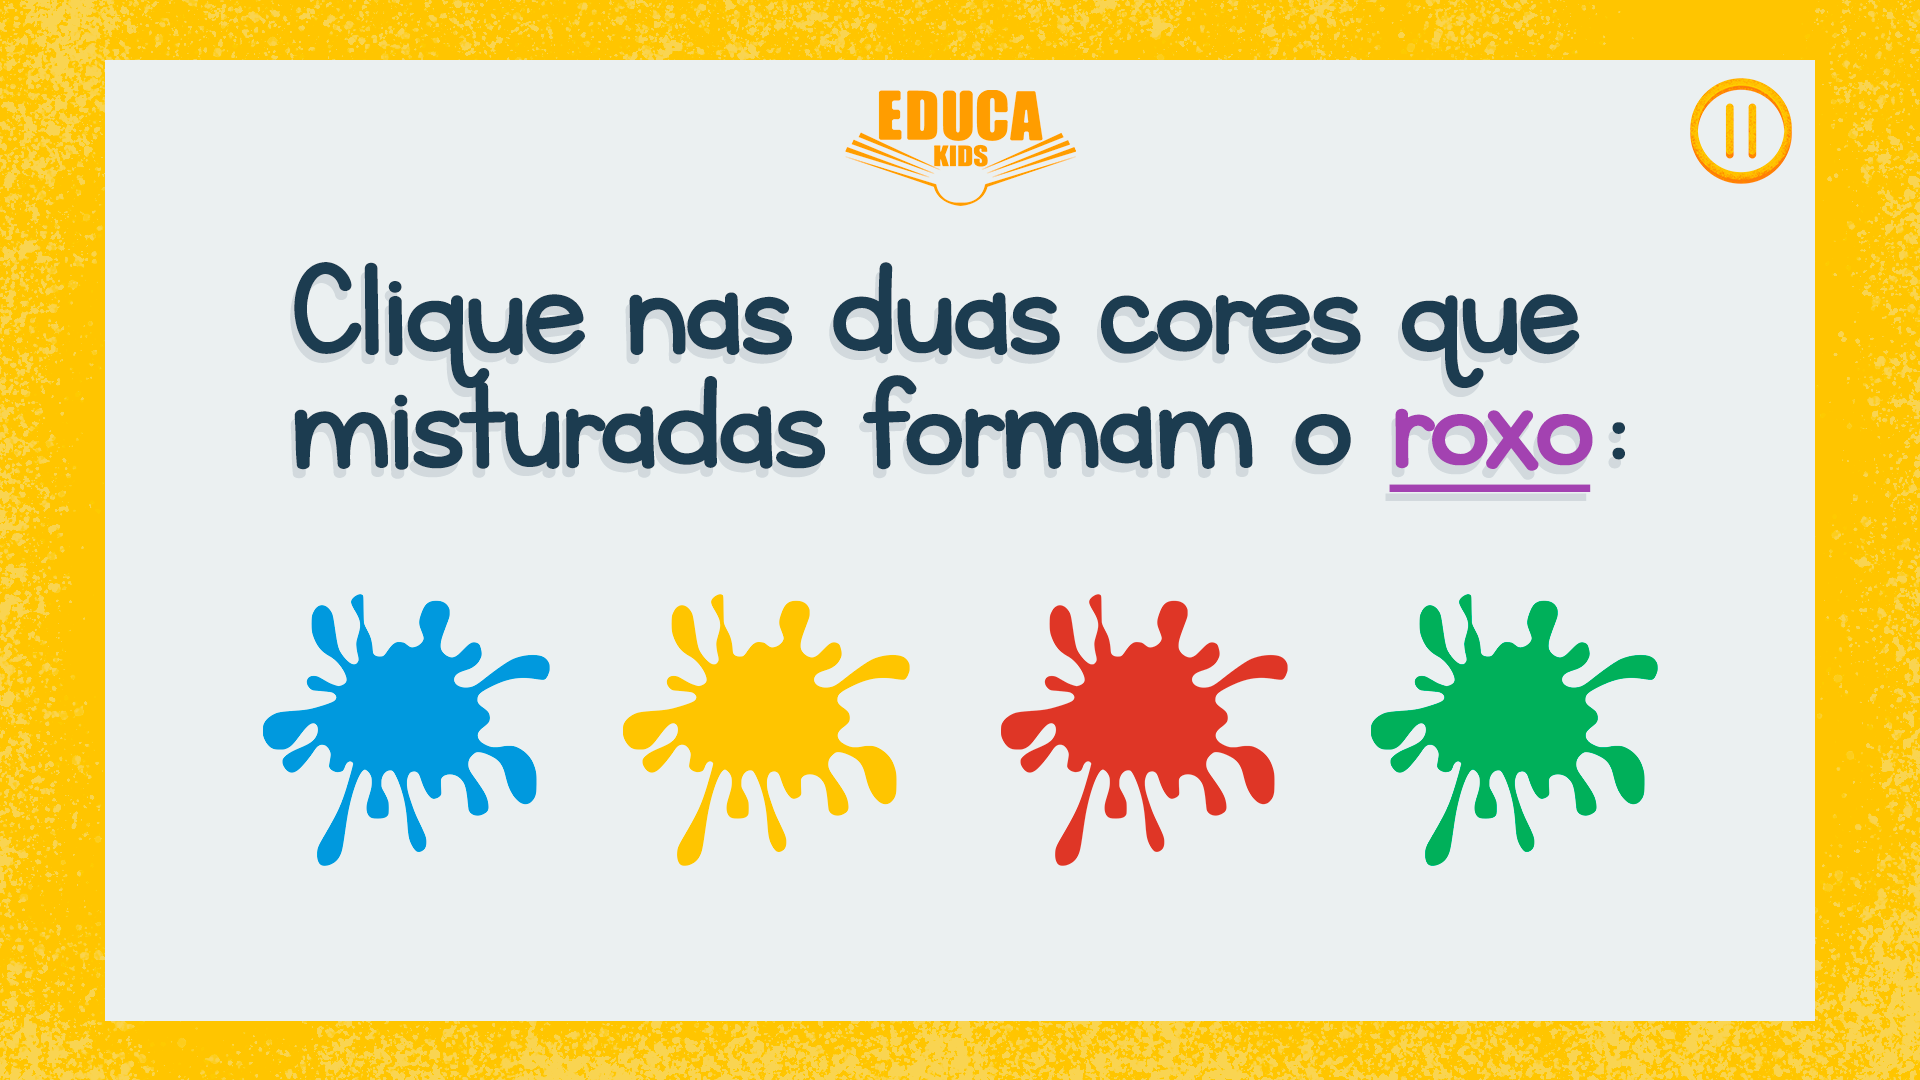 EDUCA
KIDS
Clique nas duas cores que
misturadas formam o roxo: